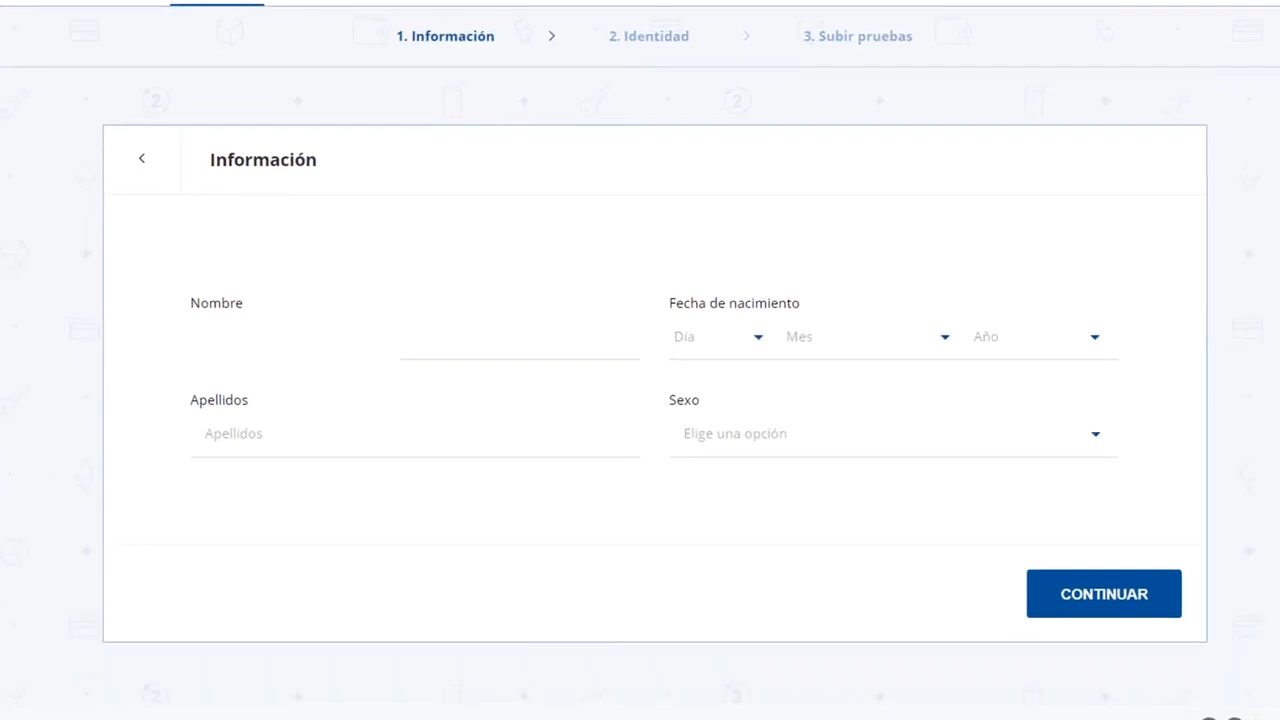 1. Información
2. Identidad
3. Subir pruebas
Información
Nombre
Fecha de nacimiento
Día
Mes
Año
Apellidos
Sexo
Apellidos
Elige una opción
CONTINUAR